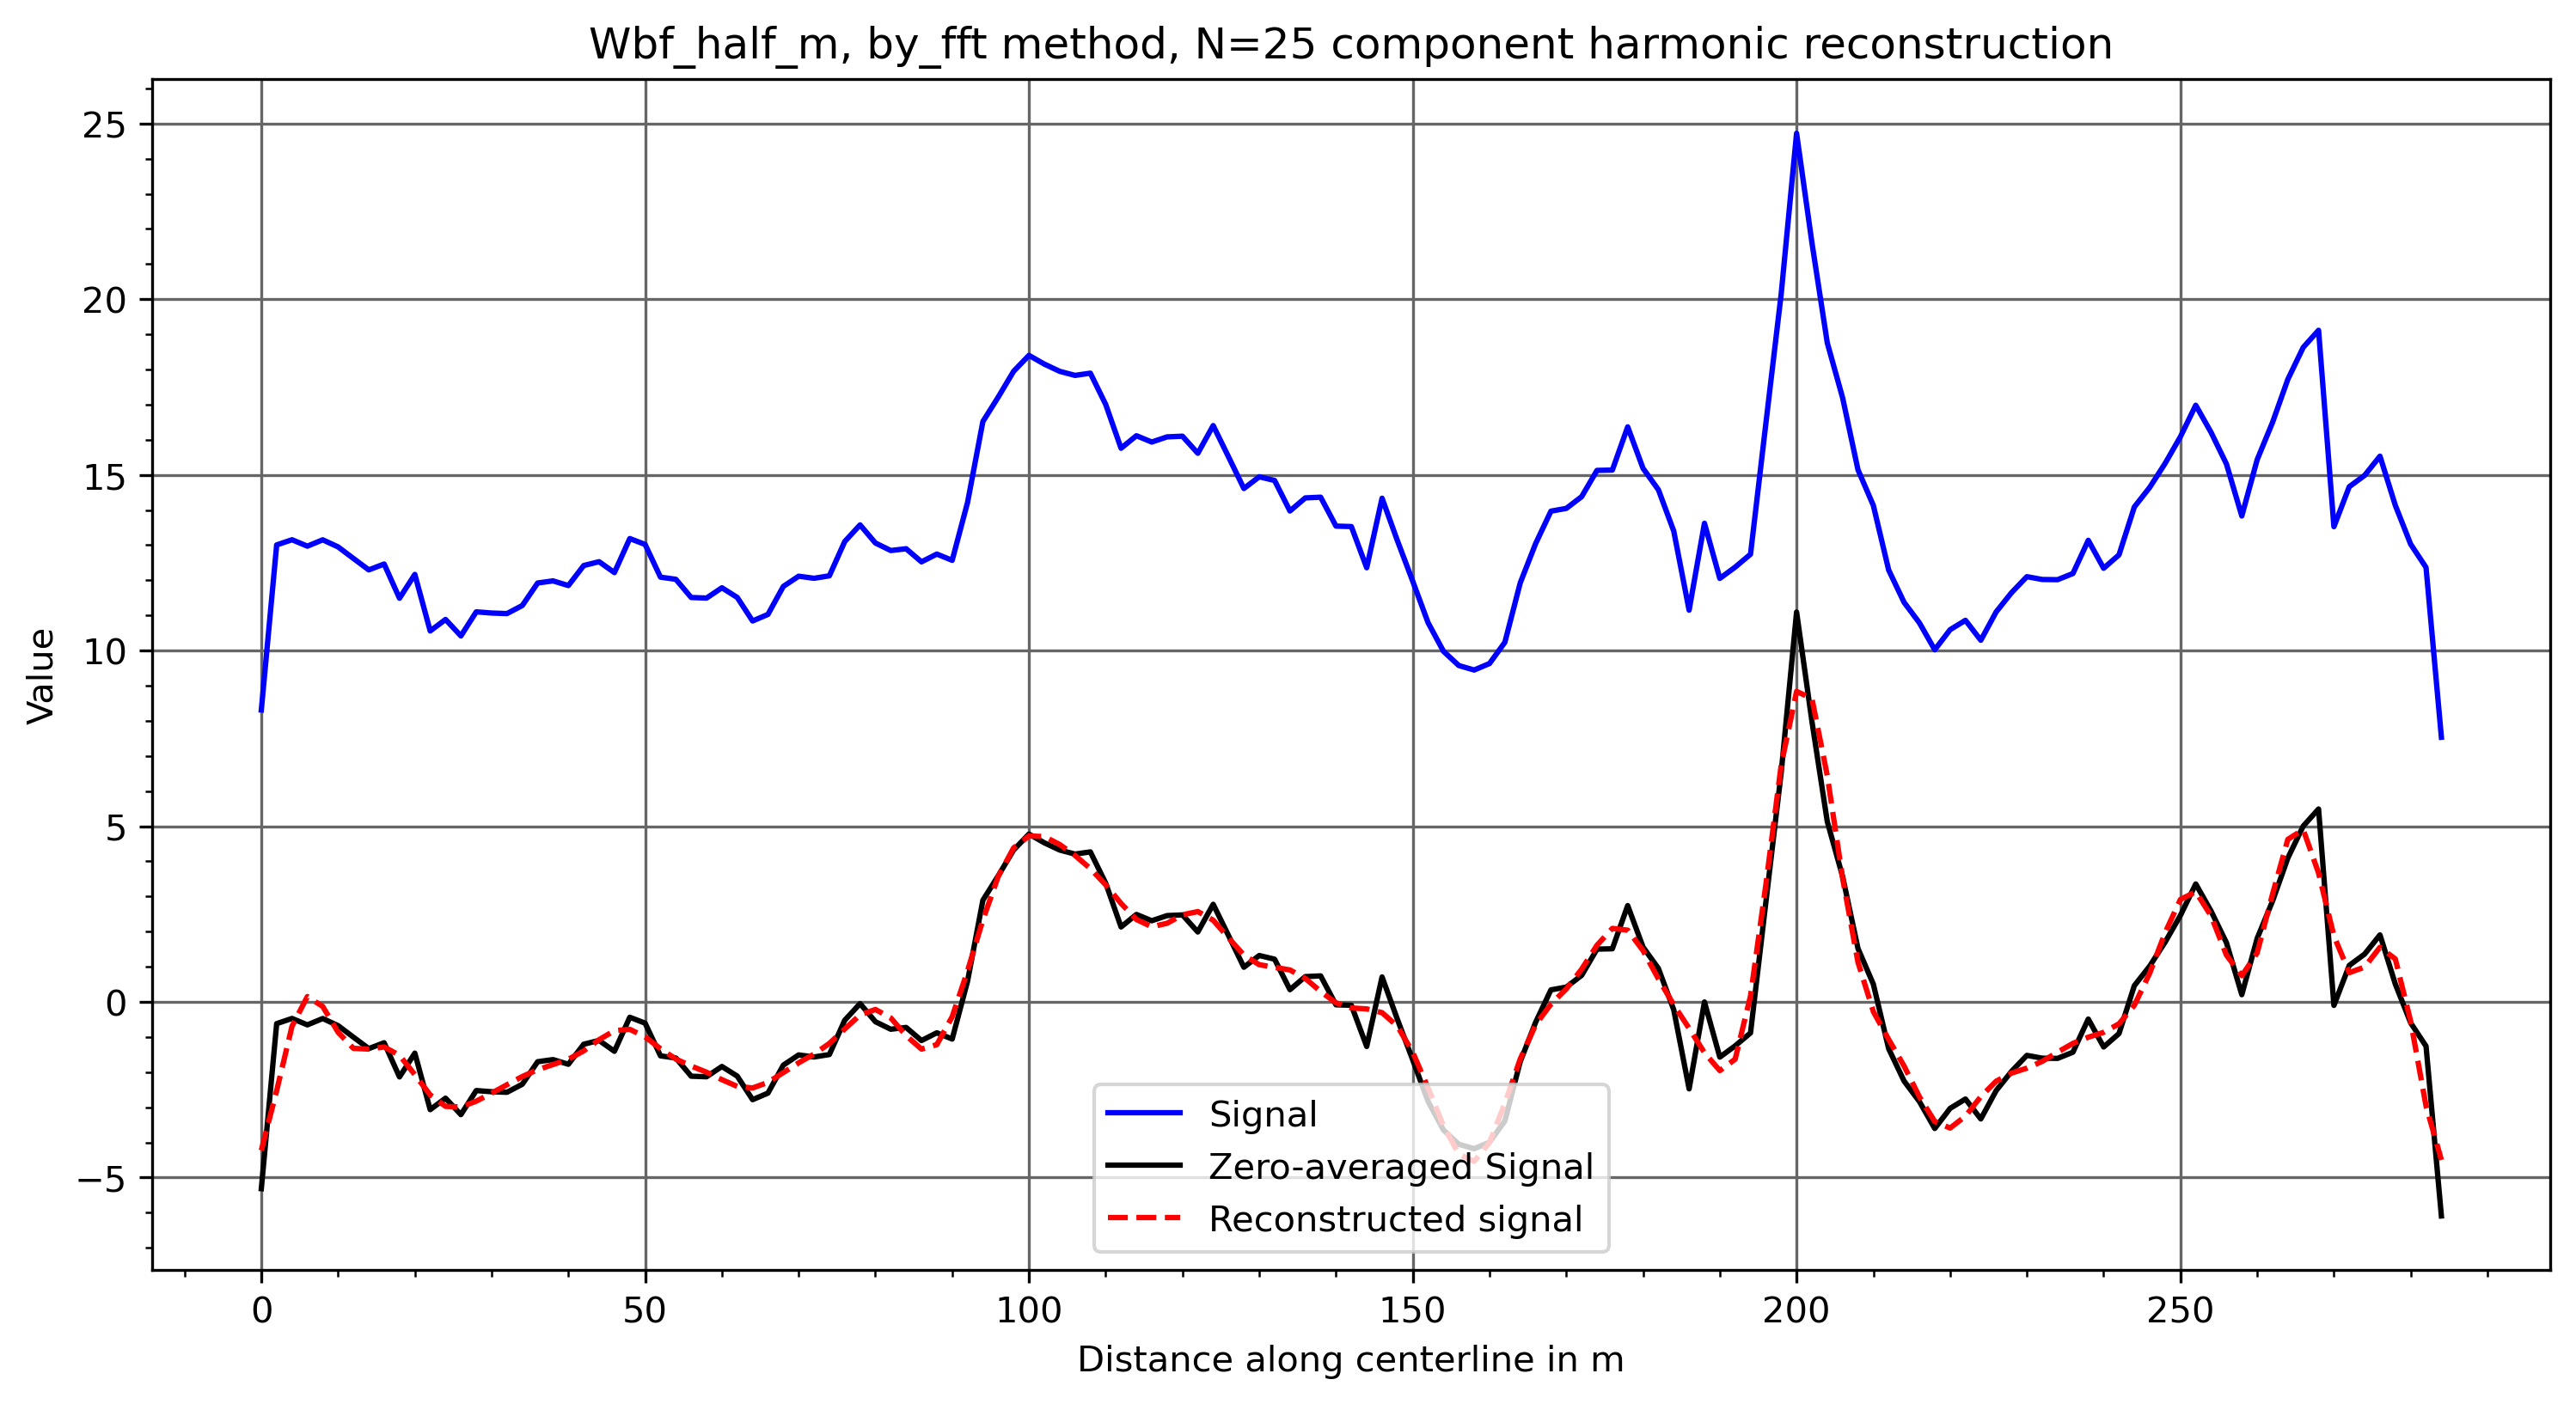 Wbf_half_m, by_fft method, N=25 component harmonic reconstruction
25
20
15
10
5
0
−5
Value
Signal
Zero-averaged Signal
Reconstructed signal
0 50 100 150 200 250
Distance along centerline in m